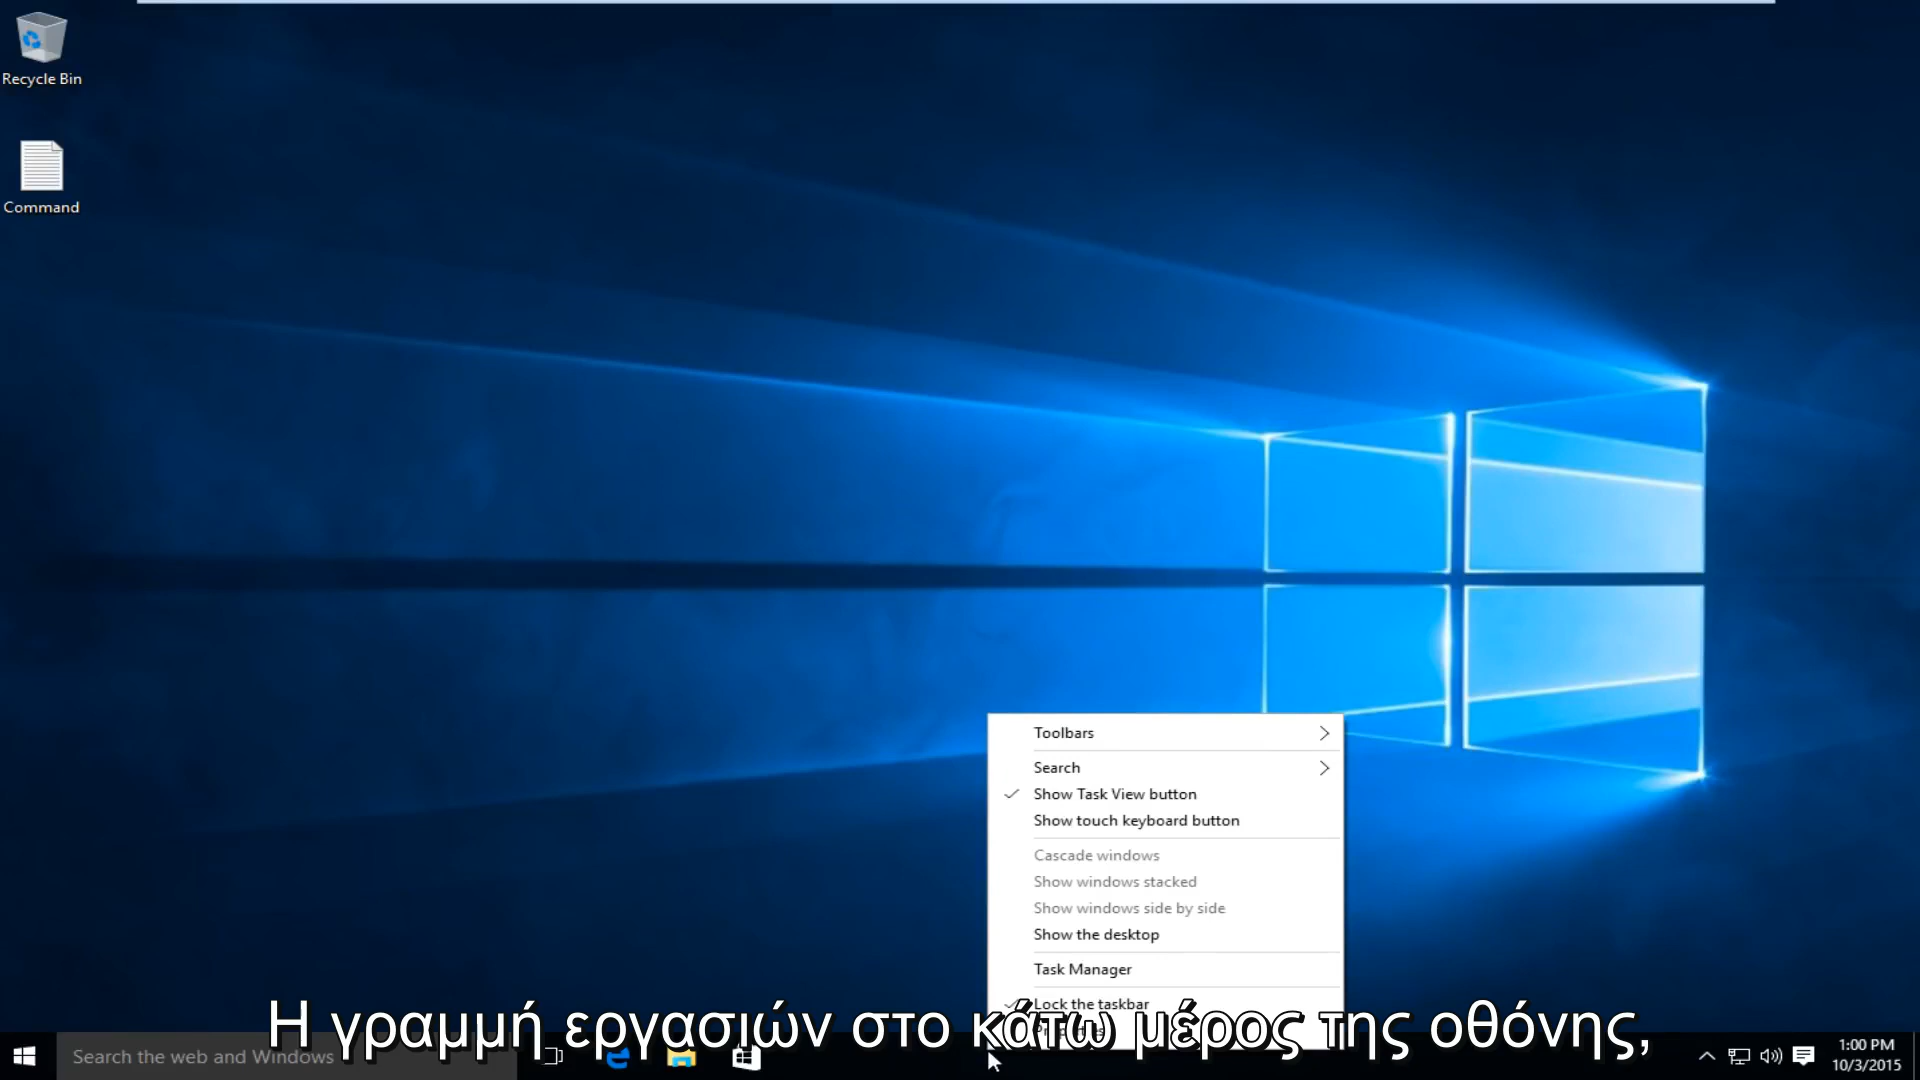 Recycle Bin
Command
Toolbars
Search
Show Task View button
Show touch keyboard button
Cascade windows
Show windows stacked
Show windows side by side
Show the desktop
Task Manager
Lock the taskbar
Properties
Η γραμμή εργασιών στο κάτω μέρος της οθόνης,
Search the web and Windows
1:00 PM
10/3/2015